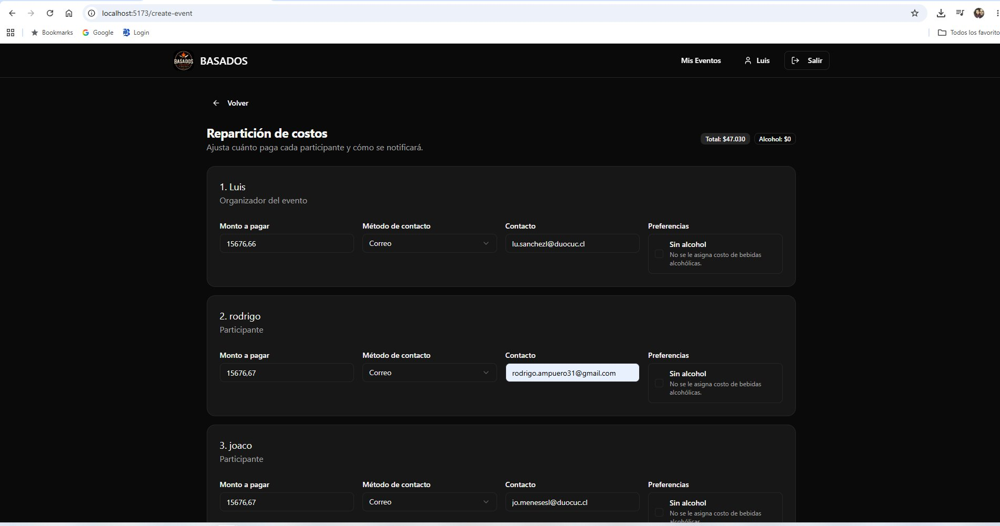 localhost:5173/create-event
Bookmarks Google Login Todos los favorito
BASADOS BASADOS Mis Eventos Luis Salir
Volver
Repartición de costos
Ajusta cuánto paga cada participante y cómo se notificará.
Total: $47.030 Alcohol: $0
1. Luis
Organizador del evento
Monto a pagar Método de contacto Contacto Preferencias
15676,66 Correo lu.sanchezl@duocuc.cl Sin alcohol
No se le asigna costo de bebidas
alcohólicas.
2. rodrigo
Participante
Monto a pagar Método de contacto Contacto Preferencias
15676,67 Correo rodrigo.ampuero31@gmail.com Sin alcohol
No se le asigna costo de bebidas
alcohólicas.
3. joaco
Participante
Monto a pagar Método de contacto Contacto Preferencias
15676,67 Correo jo.menesesl@duocuc.cl Sin alcohol
No se le asigna costo de bebidas
alcohólicas.